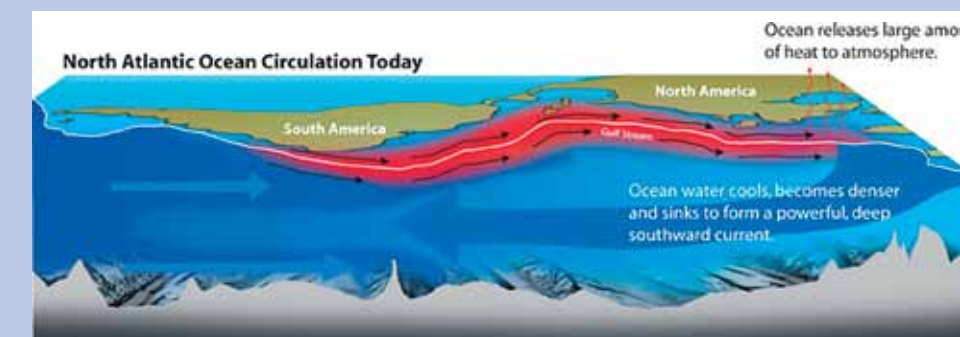 Ocean releases large amo
of heat to atmosphere.
North Atlantic Ocean Circulation Today
North America
South America
Gulf Stream
Ocean water cools, becomes denser
and sinks to form a powerful, deep
southward current.